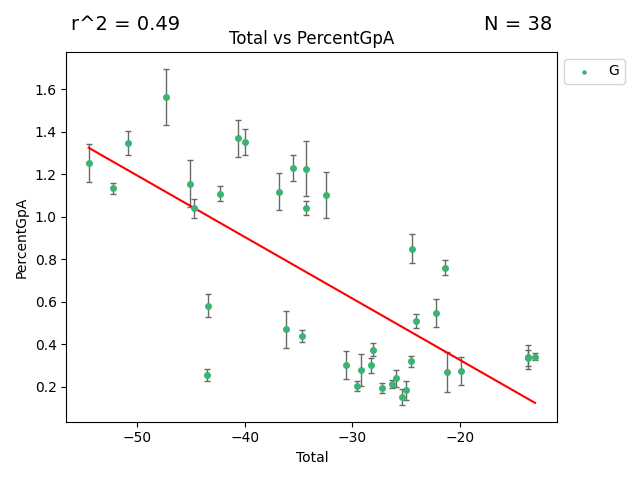 r^2 = 0.49
N = 38
Total vs PercentGpA
G
1.6
1.4
1.2
1.0
0.8
0.6
0.4
0.2
PercentGpA
−50
−40
−30
−20
Total